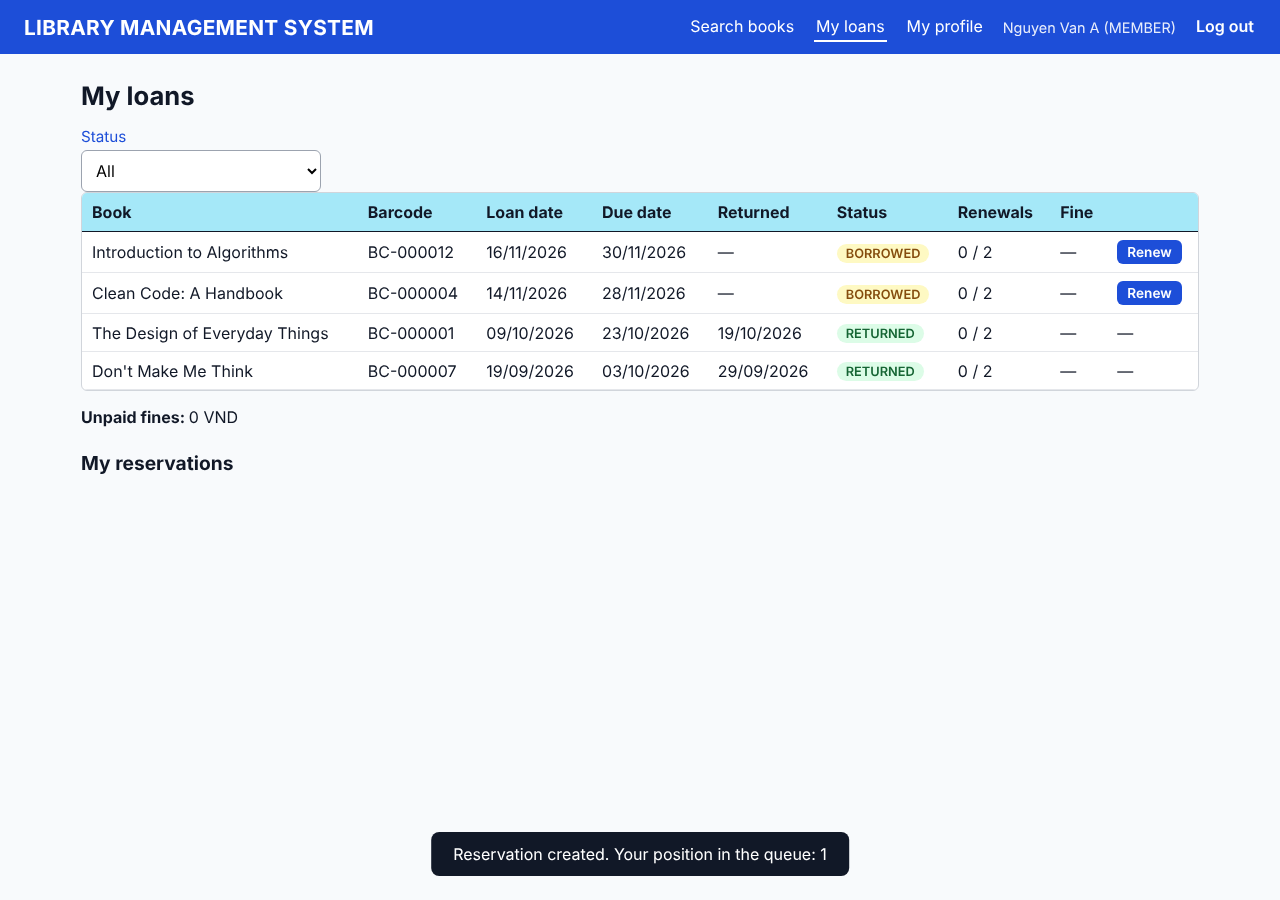 LIBRARY MANAGEMENT SYSTEM Search books My loans My profile Nguyen Van A (MEMBER) Log out
My loans
Status
All
Book Barcode Loan date Due date Returned Status Renewals Fine
Introduction to Algorithms BC-000012 16/11/2026 30/11/2026 — BORROWED 0 / 2 — Renew
Clean Code: A Handbook BC-000004 14/11/2026 28/11/2026 — BORROWED 0 / 2 — Renew
The Design of Everyday Things BC-000001 09/10/2026 23/10/2026 19/10/2026 RETURNED 0 / 2 — —
Don't Make Me Think BC-000007 19/09/2026 03/10/2026 29/09/2026 RETURNED 0 / 2 — —
Unpaid fines: 0 VND
My reservations
Reservation created. Your position in the queue: 1